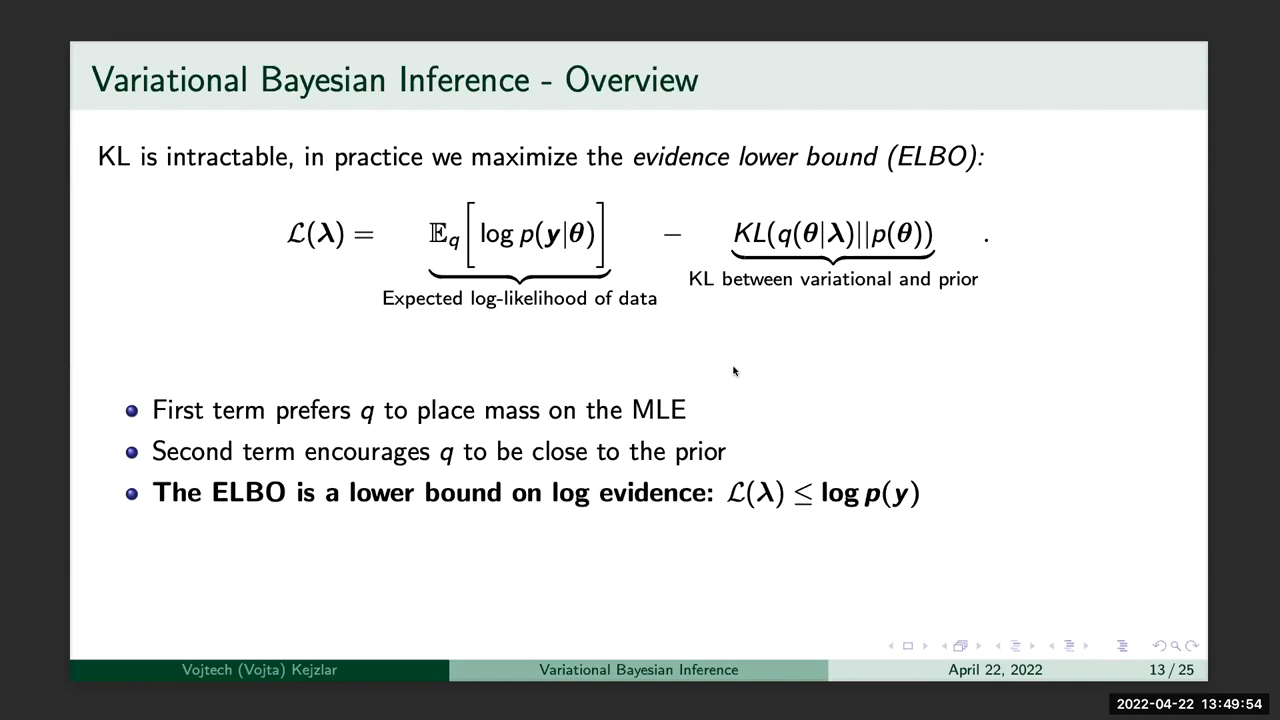 Variational Bayesian Inference - Overview
KL is intractable, in practice we maximize the evidence lower bound (ELBO):
ℒ(λ) = 𝔼q[log p(y|θ)] − KL(q(θ|λ)||p(θ)) .
Expected log-likelihood of data
KL between variational and prior
First term prefers q to place mass on the MLE
Second term encourages q to be close to the prior
The ELBO is a lower bound on log evidence: ℒ(λ) ≤ log p(y)
Vojtech (Vojta) Kejzlar
Variational Bayesian Inference
April 22, 2022
13 / 25
2022-04-22 13:49:54